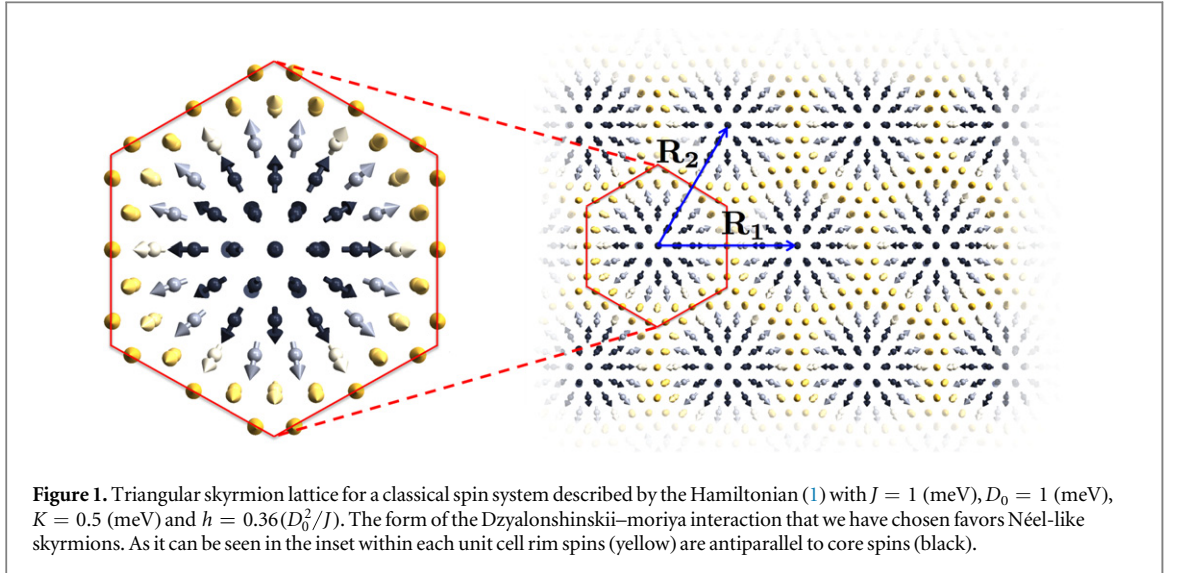 R₂
R₁
Figure 1. Triangular skyrmion lattice for a classical spin system described by the Hamiltonian (1) with J = 1 (meV), D₀ = 1 (meV),
K = 0.5 (meV) and h = 0.36(D₀²/J). The form of the Dzyalonshinskii–moriya interaction that we have chosen favors Néel-like
skyrmions. As it can be seen in the inset within each unit cell rim spins (yellow) are antiparallel to core spins (black).